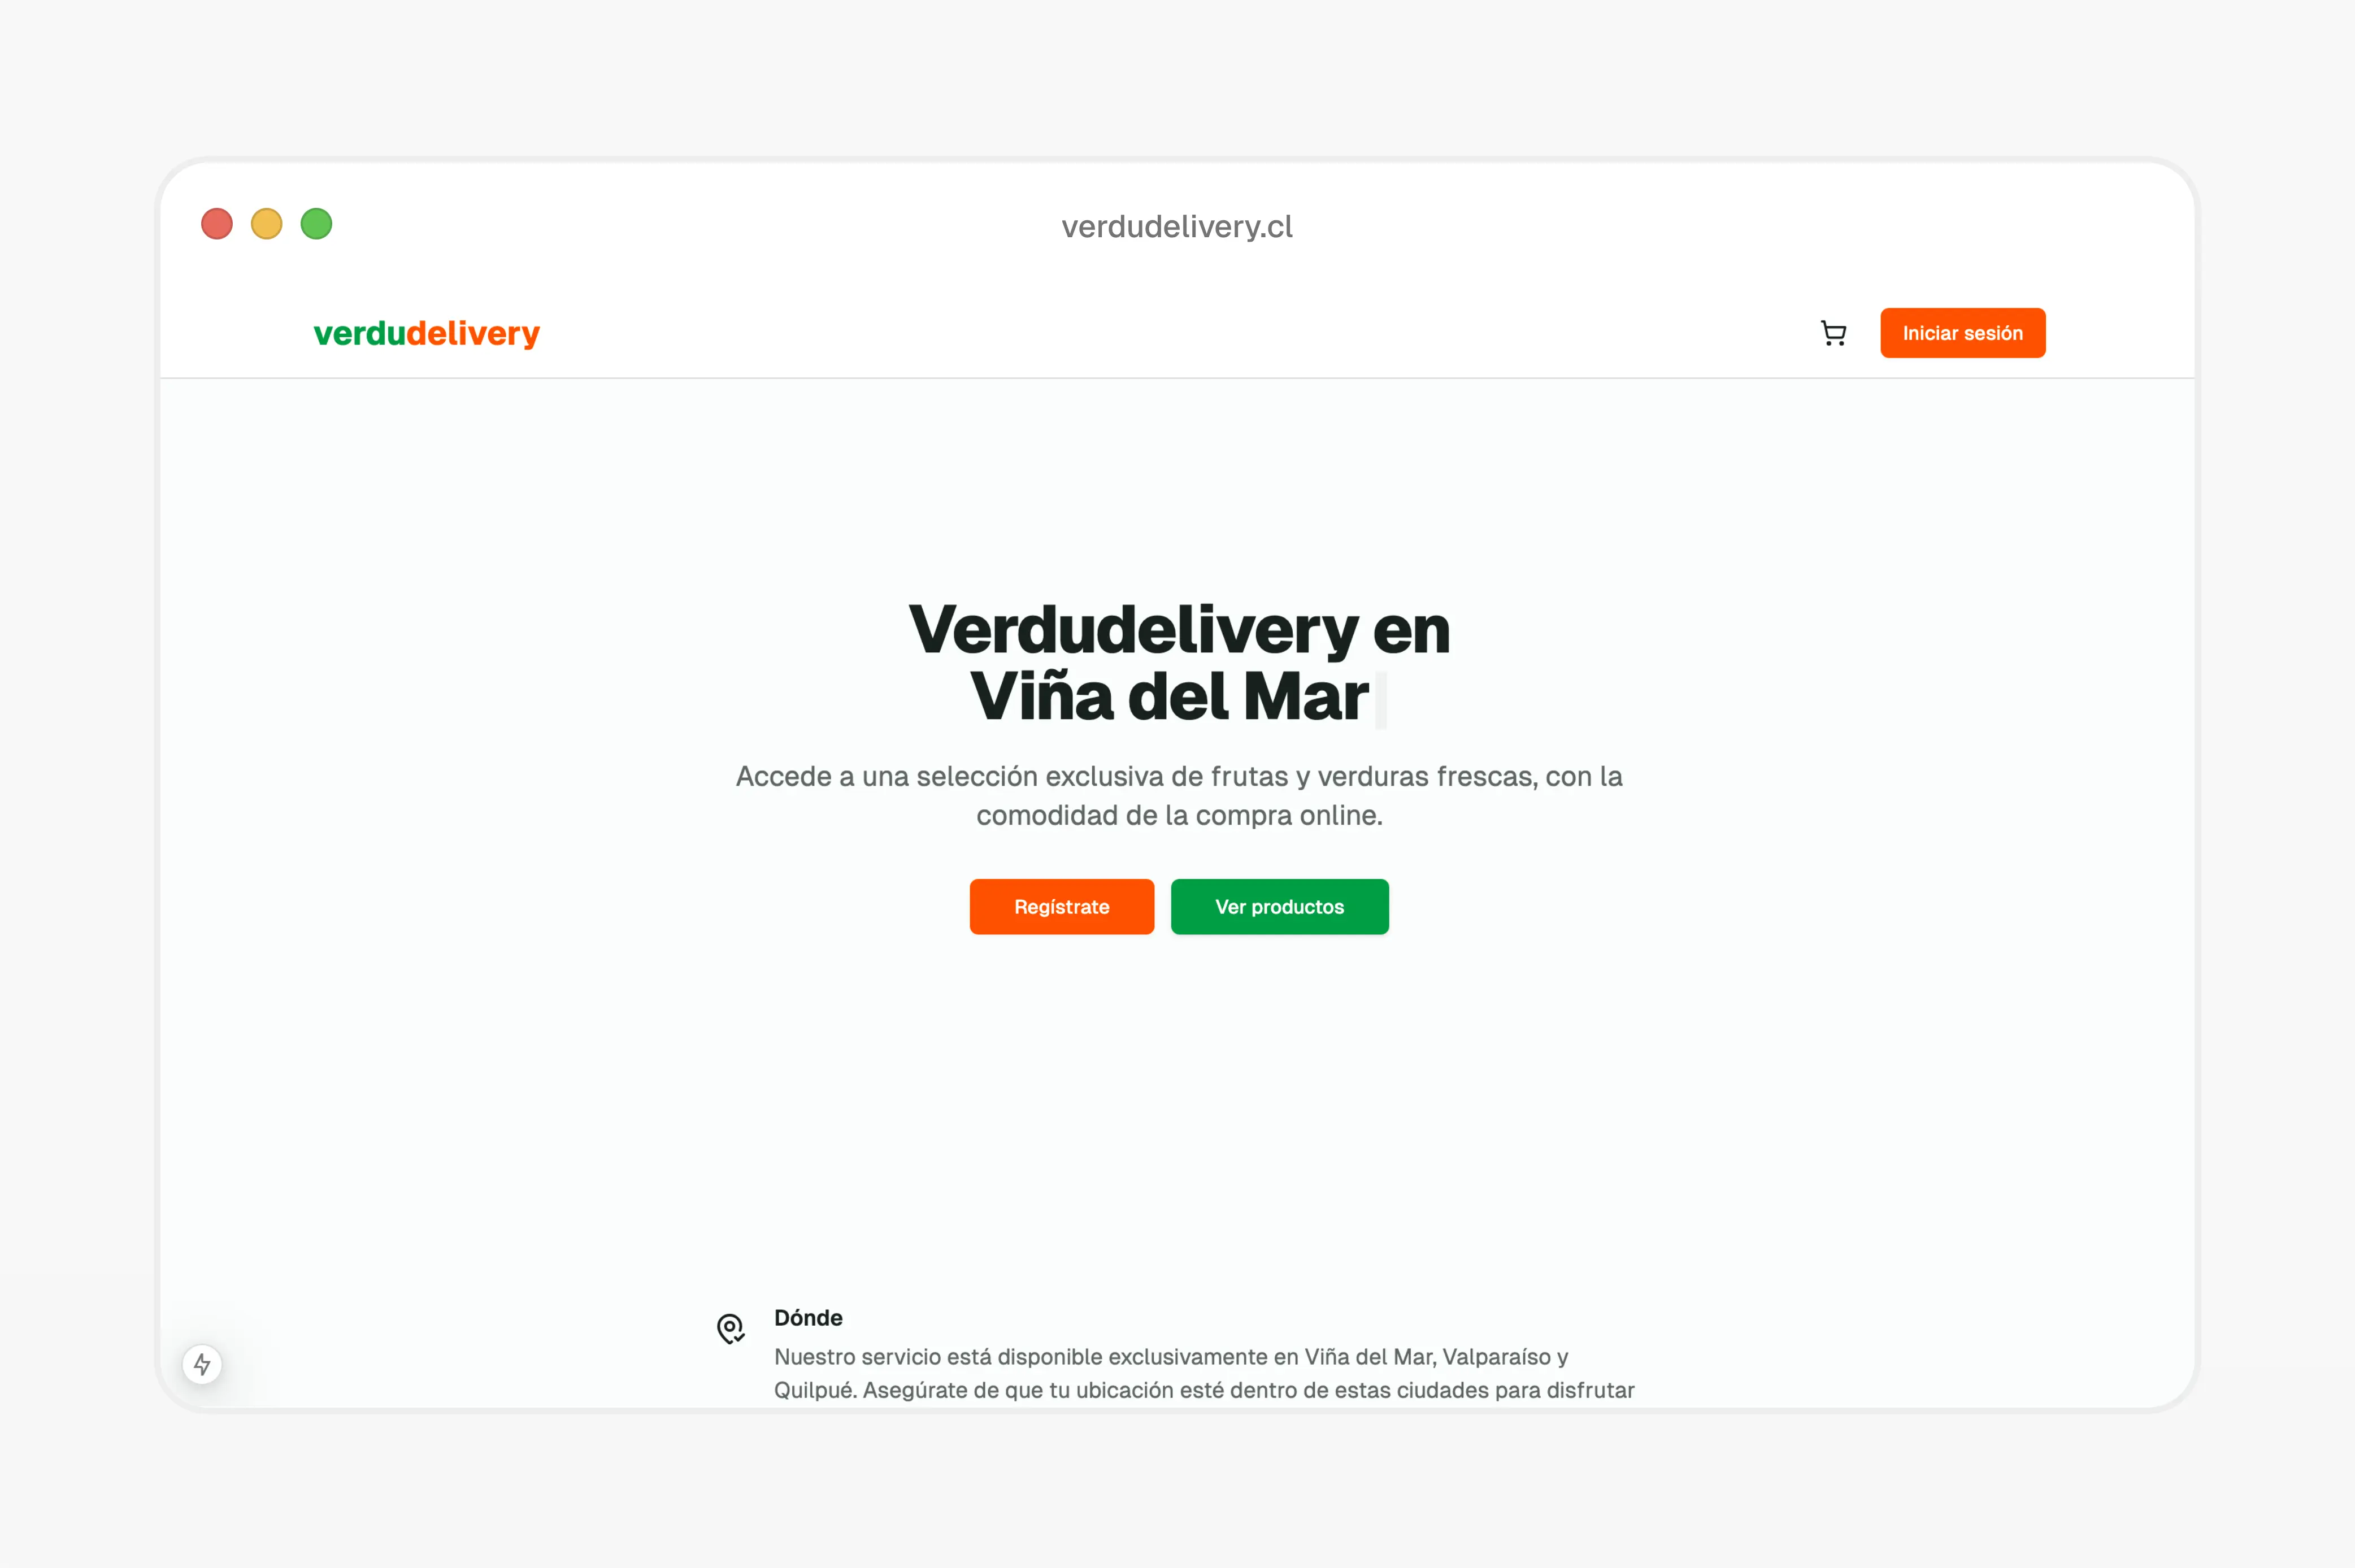 verdudelivery.cl
verdudelivery
Iniciar sesión
Verdudelivery en
Viña del Mar
Accede a una selección exclusiva de frutas y verduras frescas, con la
comodidad de la compra online.
Regístrate
Ver productos
Dónde
Nuestro servicio está disponible exclusivamente en Viña del Mar, Valparaíso y
Quilpué. Asegúrate de que tu ubicación esté dentro de estas ciudades para disfrutar